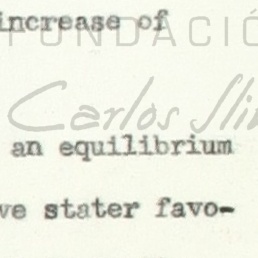 increase of
FUNDACIÓ
Carlos Slim
an equilibrium
ve stater favo-